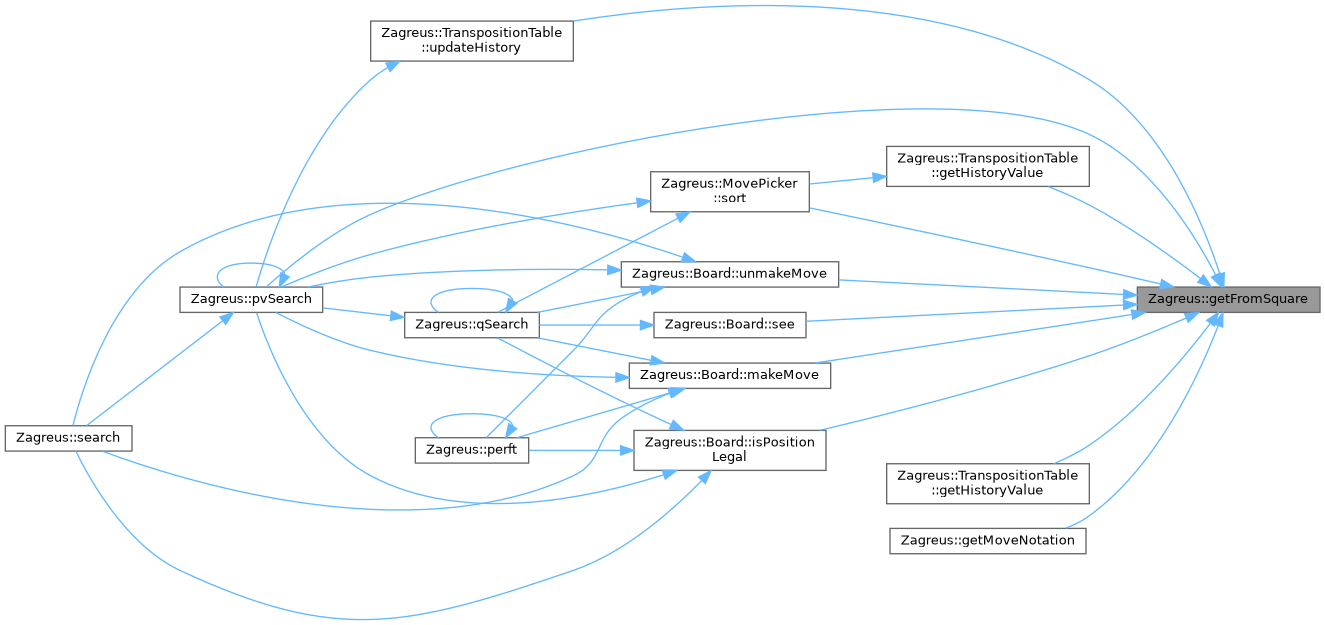 Zagreus::TranspositionTable
::updateHistory
Zagreus::TranspositionTable
::getHistoryValue
Zagreus::MovePicker
::sort
Zagreus::Board::unmakeMove
Zagreus::pvSearch
Zagreus::getFromSquare
Zagreus::qSearch
Zagreus::Board::see
Zagreus::Board::makeMove
Zagreus::search
Zagreus::perft
Zagreus::Board::isPosition
Legal
Zagreus::TranspositionTable
::getHistoryValue
Zagreus::getMoveNotation